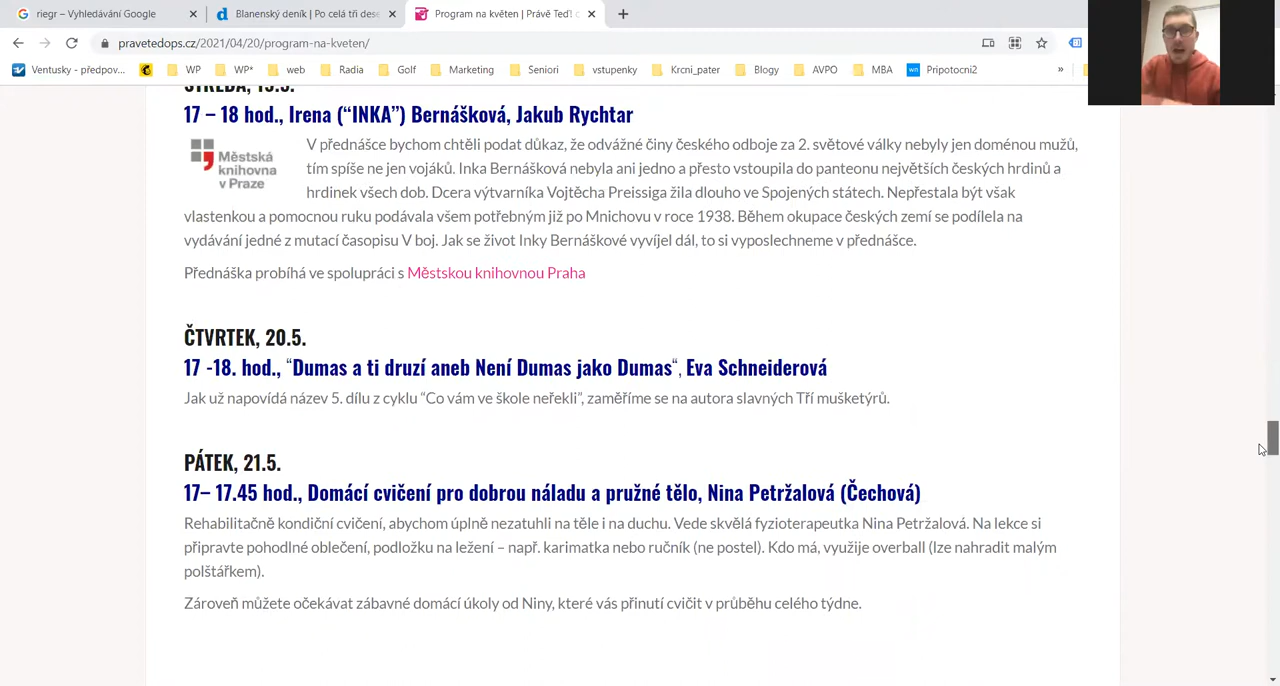 riegr – Vyhledávání Google
Blanenský deník | Po celá tři dese
Program na květen | Právě Teď! o
pravetedops.cz/2021/04/20/program-na-kveten/
Ventusky - předpov...
WP
WP*
web
Radia
Golf
Marketing
Senioři
vstupenky
Krcni_pater
Blogy
AVPO
MBA
Pripotocni2
»
STŘEDA, 19.5.
17 – 18 hod., Irena (“INKA”) Bernášková, Jakub Rychtar
Městská
knihovna
v Praze
V přednášce bychom chtěli podat důkaz, že odvážné činy českého odboje za 2. světové války nebyly jen doménou mužů,
tím spíše ne jen vojáků. Inka Bernášková nebyla ani jedno a přesto vstoupila do panteonu největších českých hrdinů a
hrdinek všech dob. Dcera výtvarníka Vojtěcha Preissiga žila dlouho ve Spojených státech. Nepřestala být však
vlastenkou a pomocnou ruku podávala všem potřebným již po Mnichovu v roce 1938. Během okupace českých zemí se podílela na
vydávání jedné z mutací časopisu V boj. Jak se život Inky Bernáškové vyvíjel dál, to si vyposlechneme v přednášce.
Přednáška probíhá ve spolupráci s Městskou knihovnou Praha
ČTVRTEK, 20.5.
17 -18. hod., “Dumas a ti druzí aneb Není Dumas jako Dumas“, Eva Schneiderová
Jak už napovídá název 5. dílu z cyklu “Co vám ve škole neřekli”, zaměříme se na autora slavných Tří mušketýrů.
PÁTEK, 21.5.
17– 17.45 hod., Domácí cvičení pro dobrou náladu a pružné tělo, Nina Petržalová (Čechová)
Rehabilitačně kondiční cvičení, abychom úplně nezatuhli na těle i na duchu. Vede skvělá fyzioterapeutka Nina Petržalová. Na lekce si
připravte pohodlné oblečení, podložku na ležení – např. karimatka nebo ručník (ne postel). Kdo má, využije overball (lze nahradit malým
polštářkem).
Zároveň můžete očekávat zábavné domácí úkoly od Niny, které vás přinutí cvičit v průběhu celého týdne.